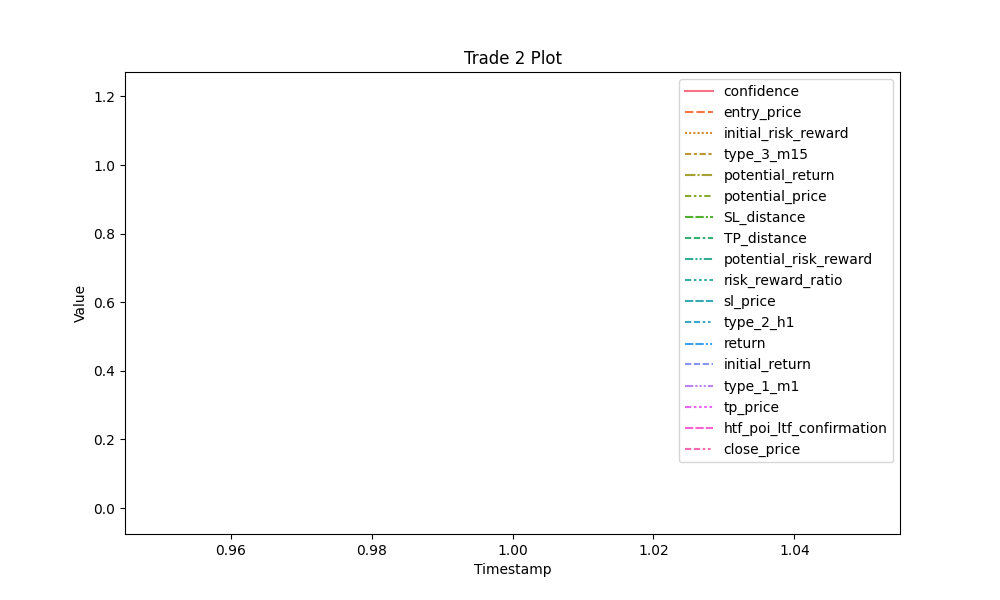 Trade 2 Plot
1.2
1.0
0.8
0.6
0.4
0.2
0.0
Value
0.96
0.98
1.00
1.02
1.04
Timestamp
confidence
entry_price
initial_risk_reward
type_3_m15
potential_return
potential_price
SL_distance
TP_distance
potential_risk_reward
risk_reward_ratio
sl_price
type_2_h1
return
initial_return
type_1_m1
tp_price
htf_poi_ltf_confirmation
close_price